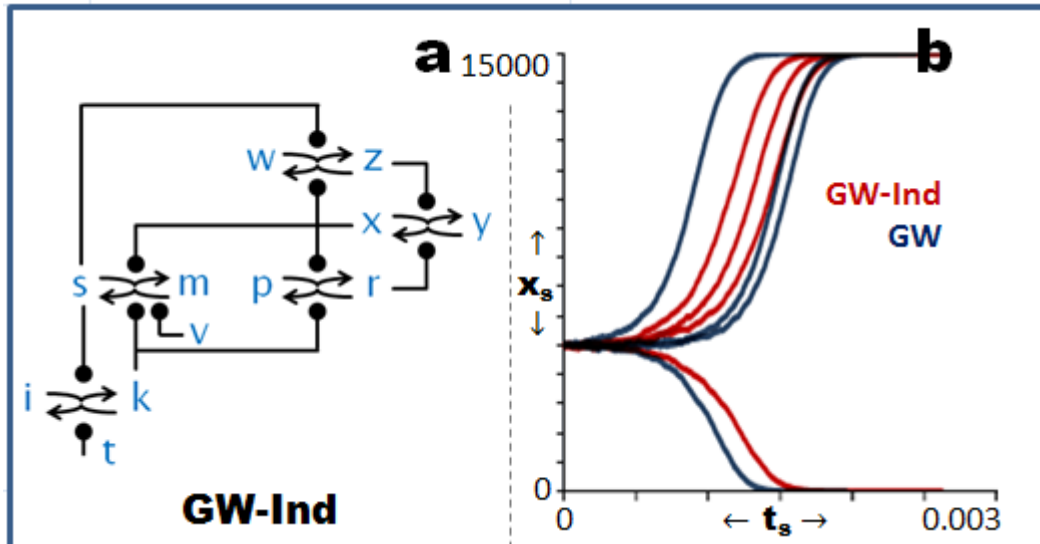 a
w z
x y
s m p r
v
i k
t
GW-Ind
b
15000
GW-Ind
GW
↑
xₛ
↓
0
0 ← tₛ → 0.003